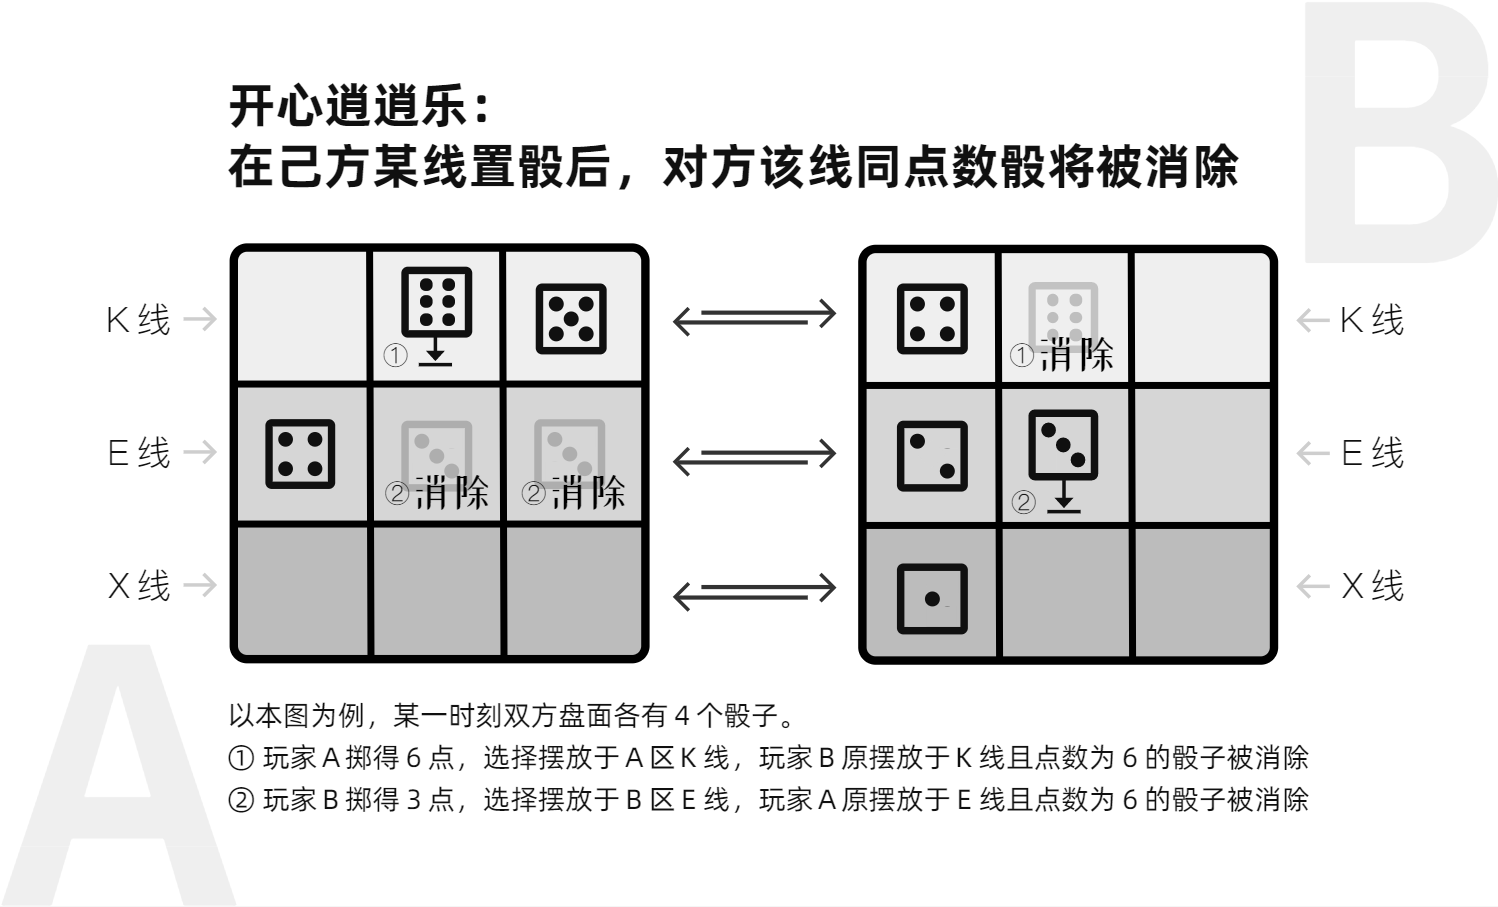 B
开心逍逍乐：
在己方某线置骰后，对方该线同点数骰将被消除
K 线
① ①消除
K 线
E 线
②消除 ②消除 ②
E 线
X 线
X 线
A
以本图为例，某一时刻双方盘面各有 4 个骰子。
① 玩家 A 掷得 6 点，选择摆放于 A 区 K 线，玩家 B 原摆放于 K 线且点数为 6 的骰子被消除
② 玩家 B 掷得 3 点，选择摆放于 B 区 E 线，玩家 A 原摆放于 E 线且点数为 6 的骰子被消除